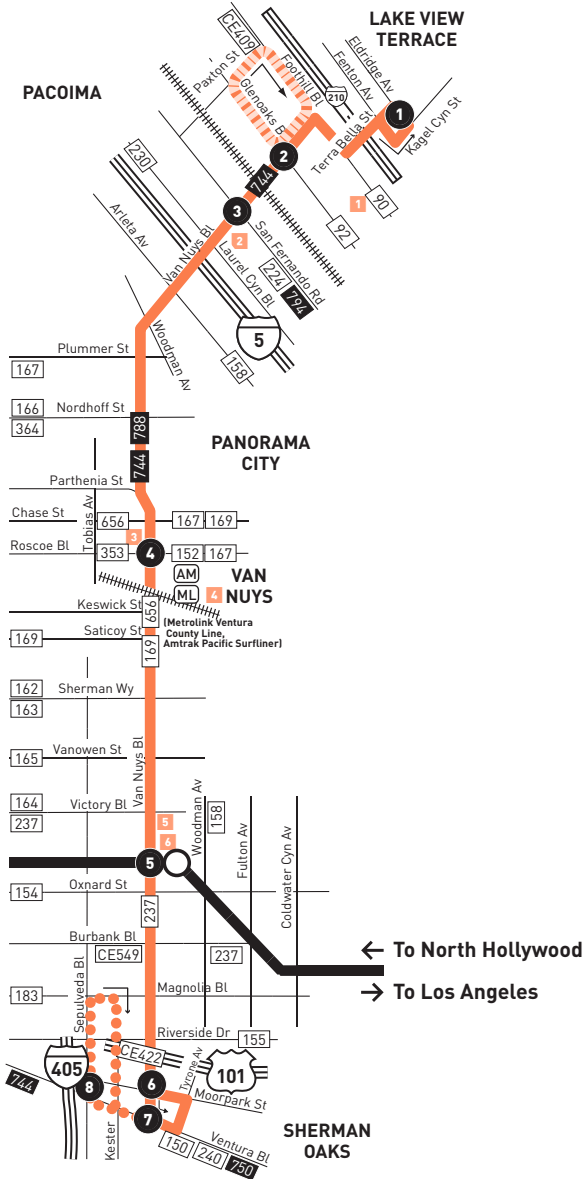 LAKE VIEW
TERRACE
CE409
Paxton St
Foothill Bl
Eldridge Av
Fenton Av
PACOIMA
210
Glenoaks B
1
Kagel Cyn St
Terra Bella St
2
230
744
90
1
3
92
Arleta Av
2
San Fernando Rd
Van Nuys Bl
Laurel Cyn Bl
224
794
5
Woodman Av
Plummer St
158
167
166
Nordhoff St
364
788
PANORAMA
CITY
744
Parthenia St
Tobias Av
Chase St
656
167
169
3
Roscoe Bl
353
4
152
167
AM
VAN
NUYS
ML
4
Keswick St
656
(Metrolink Ventura
County Line,
Amtrak Pacific Surfliner)
Saticoy St
169
169
162
Sherman Wy
163
Vanowen St
165
Van Nuys Bl
164
Victory Bl
237
5
6
Woodman Av
158
Fulton Av
Coldwater Cyn Av
5
Oxnard St
154
237
Burbank Bl
CE549
237
← To North Hollywood
→ To Los Angeles
183
Magnolia Bl
Sepulveda Bl
Riverside Dr
155
CE422
405
101
Tyrone Av
744
8
6
Moorpark St
7
Kester
Ventura Bl
150
240
750
SHERMAN
OAKS